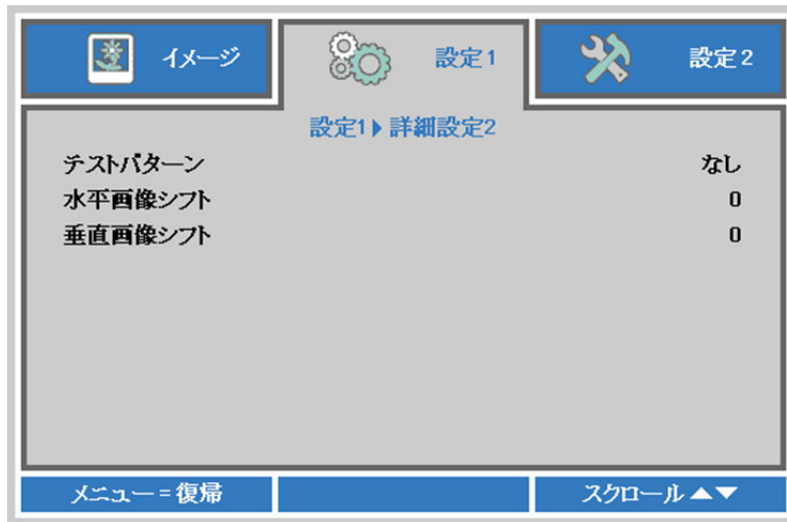 イメージ
設定1
設定2
設定1▶詳細設定2
テストパターン なし
水平画像シフト 0
垂直画像シフト 0
メニュー=復帰
スクロール▲▼